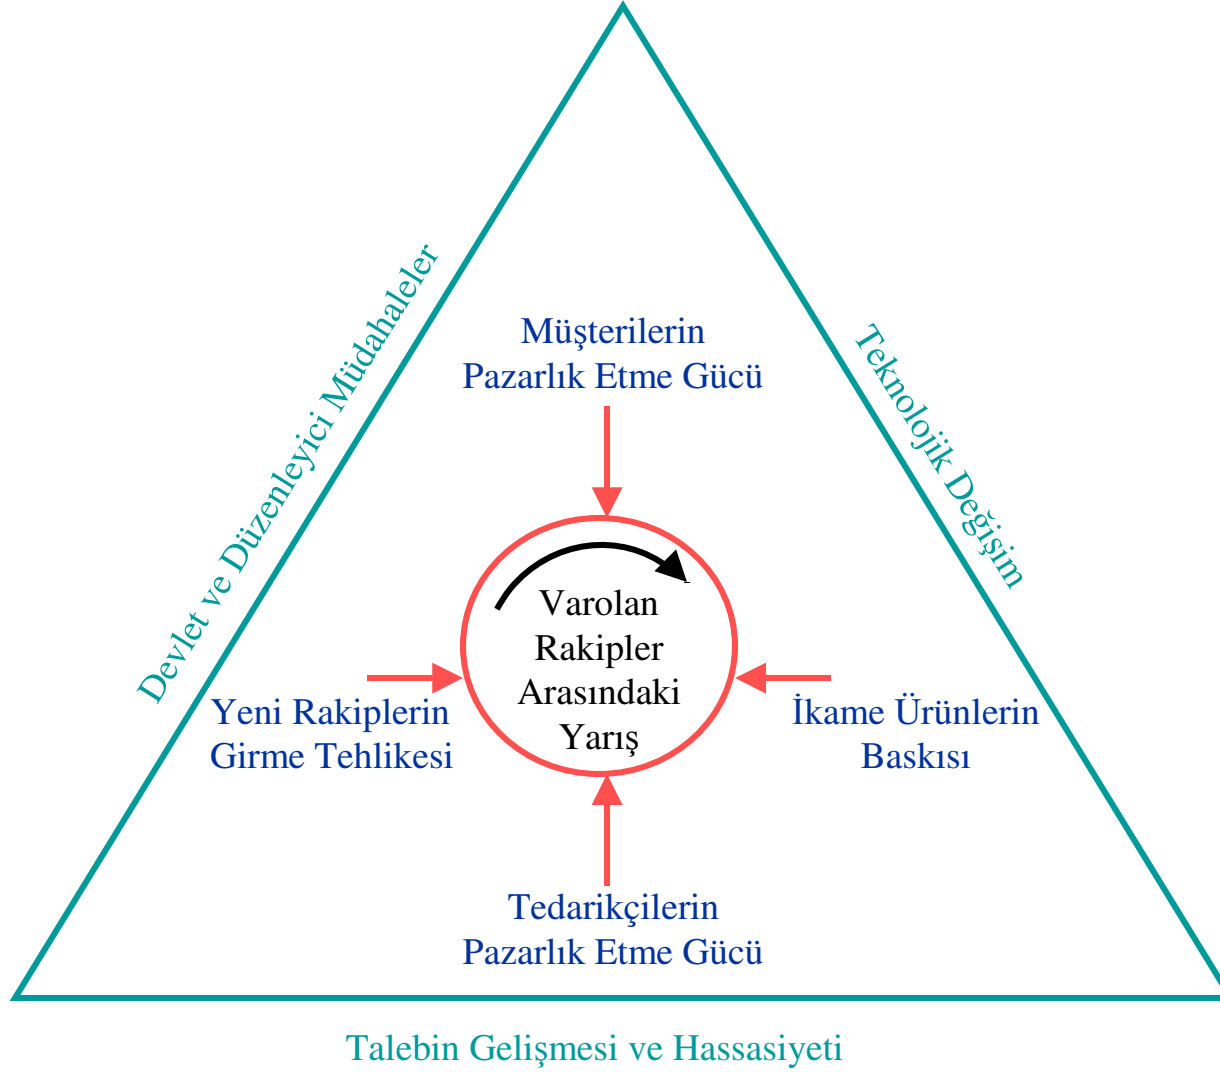 Devlet ve Düzenleyici Müdahaleler
Teknolojik Değişim
Müşterilerin
Pazarlık Etme Gücü
Varolan
Rakipler
Arasındaki
Yarış
Yeni Rakiplerin
Girme Tehlikesi
İkame Ürünlerin
Baskısı
Tedarikçilerin
Pazarlık Etme Gücü
Talebin Gelişmesi ve Hassasiyeti